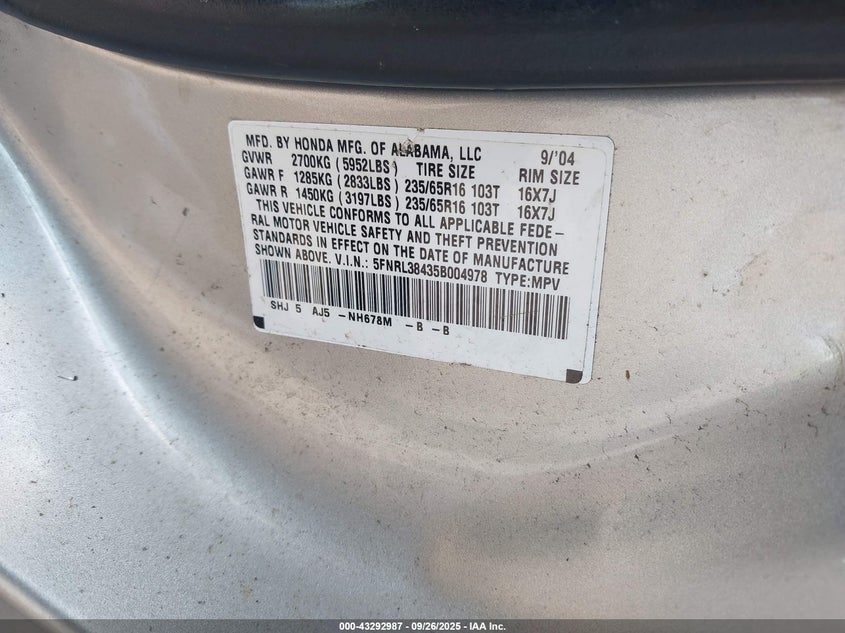 MFD. BY HONDA MFG. OF ALABAMA, LLC 9/'04
GVWR 2700KG (5952LBS) TIRE SIZE RIM SIZE
GAWR F 1285KG (2833LBS) 235/65R16 103T 16X7J
GAWR R 1450KG (3197LBS) 235/65R16 103T 16X7J
THIS VEHICLE CONFORMS TO ALL APPLICABLE FEDE-
RAL MOTOR VEHICLE SAFETY AND THEFT PREVENTION
STANDARDS IN EFFECT ON THE DATE OF MANUFACTURE
SHOWN ABOVE. V.I.N.: 5FNRL38435B004978 TYPE:MPV
SHJ 5 AJ5 -NH678M -B -B
000-43292987 - 09/26/2025 - IAA Inc.